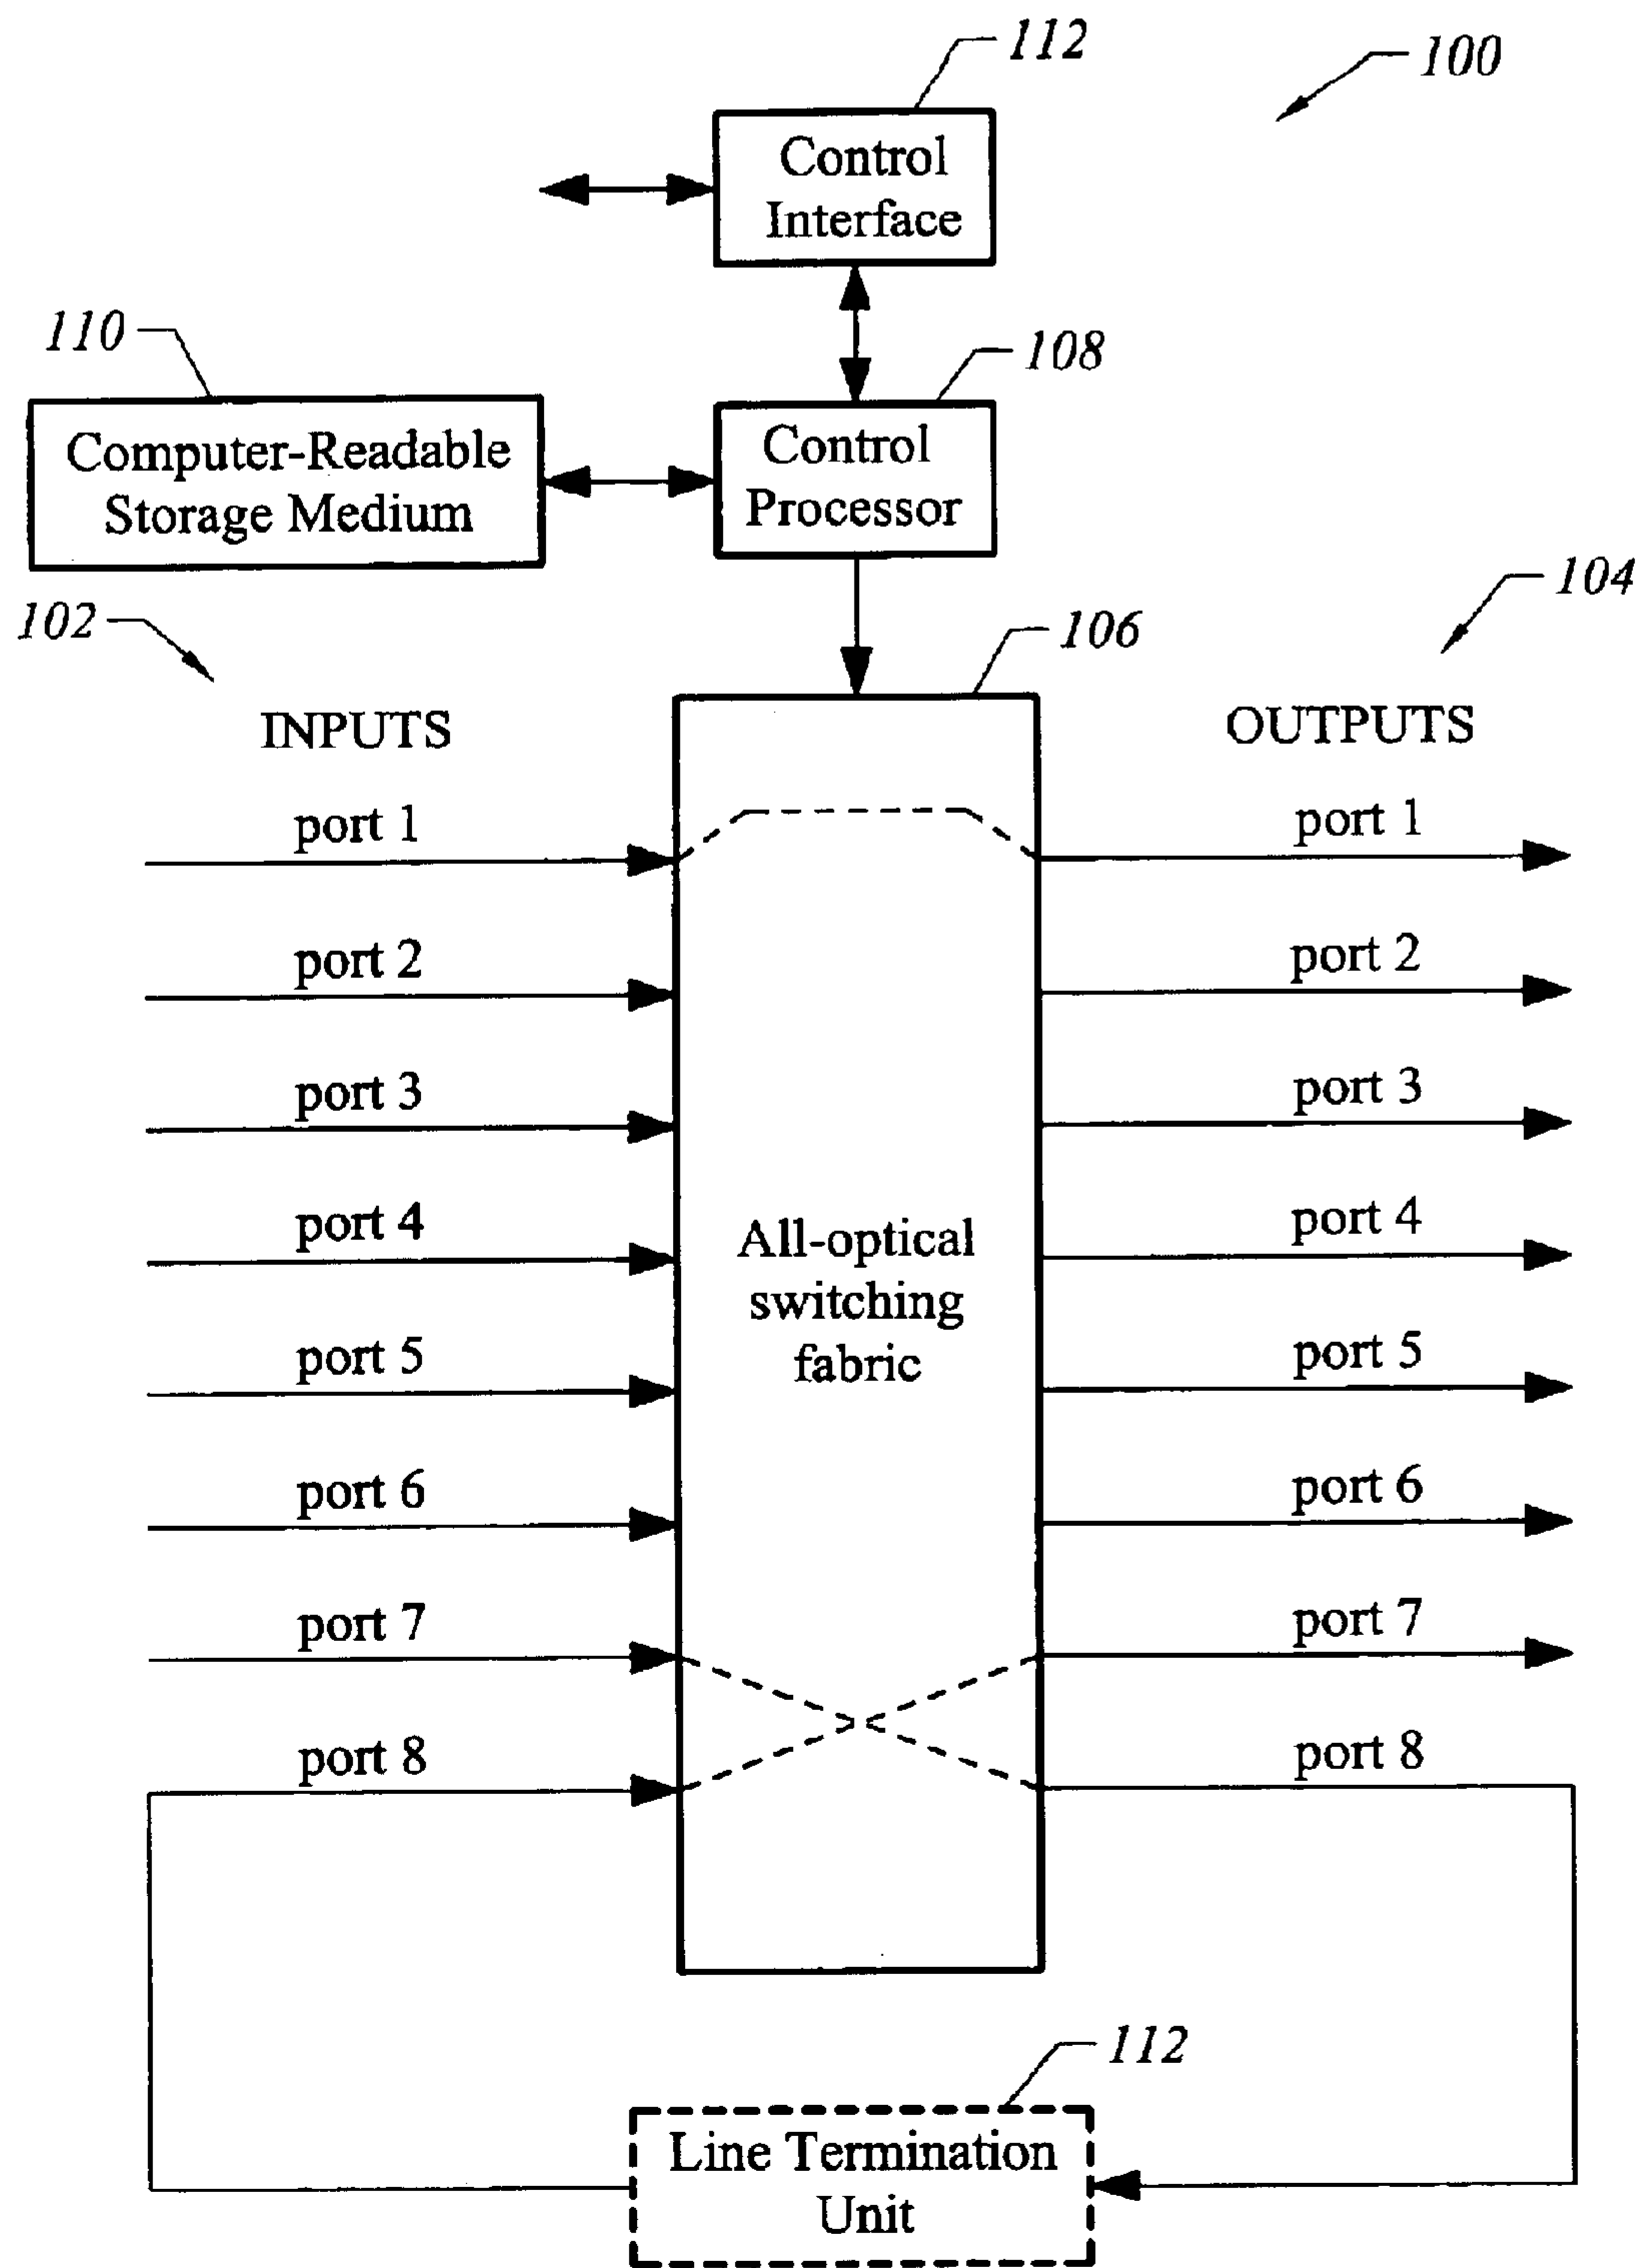 112
100
Control
Interface
110
108
Computer-Readable
Storage Medium
Control
Processor
102
104
106
INPUTS
OUTPUTS
port 1
port 1
port 2
port 2
port 3
port 3
port 4
port 4
All-optical
switching
fabric
port 5
port 5
port 6
port 6
port 7
port 7
port 8
port 8
112
Line Termination
Unit